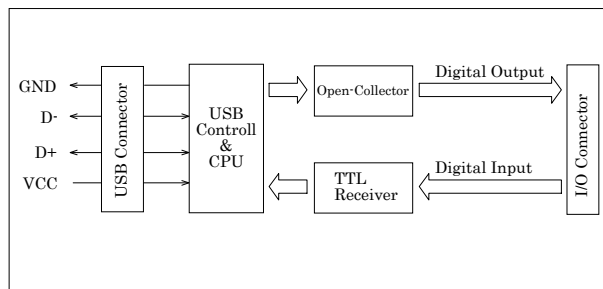 GND
D-
D+
VCC
USB Connector
USB
Controll
&
CPU
Open-Collector
Digital Output
TTL
Receiver
Digital Input
I/O Connector